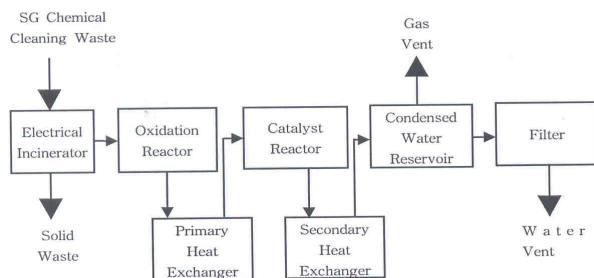 SG Chemical
Cleaning Waste
Gas
Vent
Electrical
Incinerator
Oxidation
Reactor
Catalyst
Reactor
Condensed
Water
Reservoir
Filter
Solid
Waste
Primary
Heat
Exchanger
Secondary
Heat
Exchanger
Water
Vent